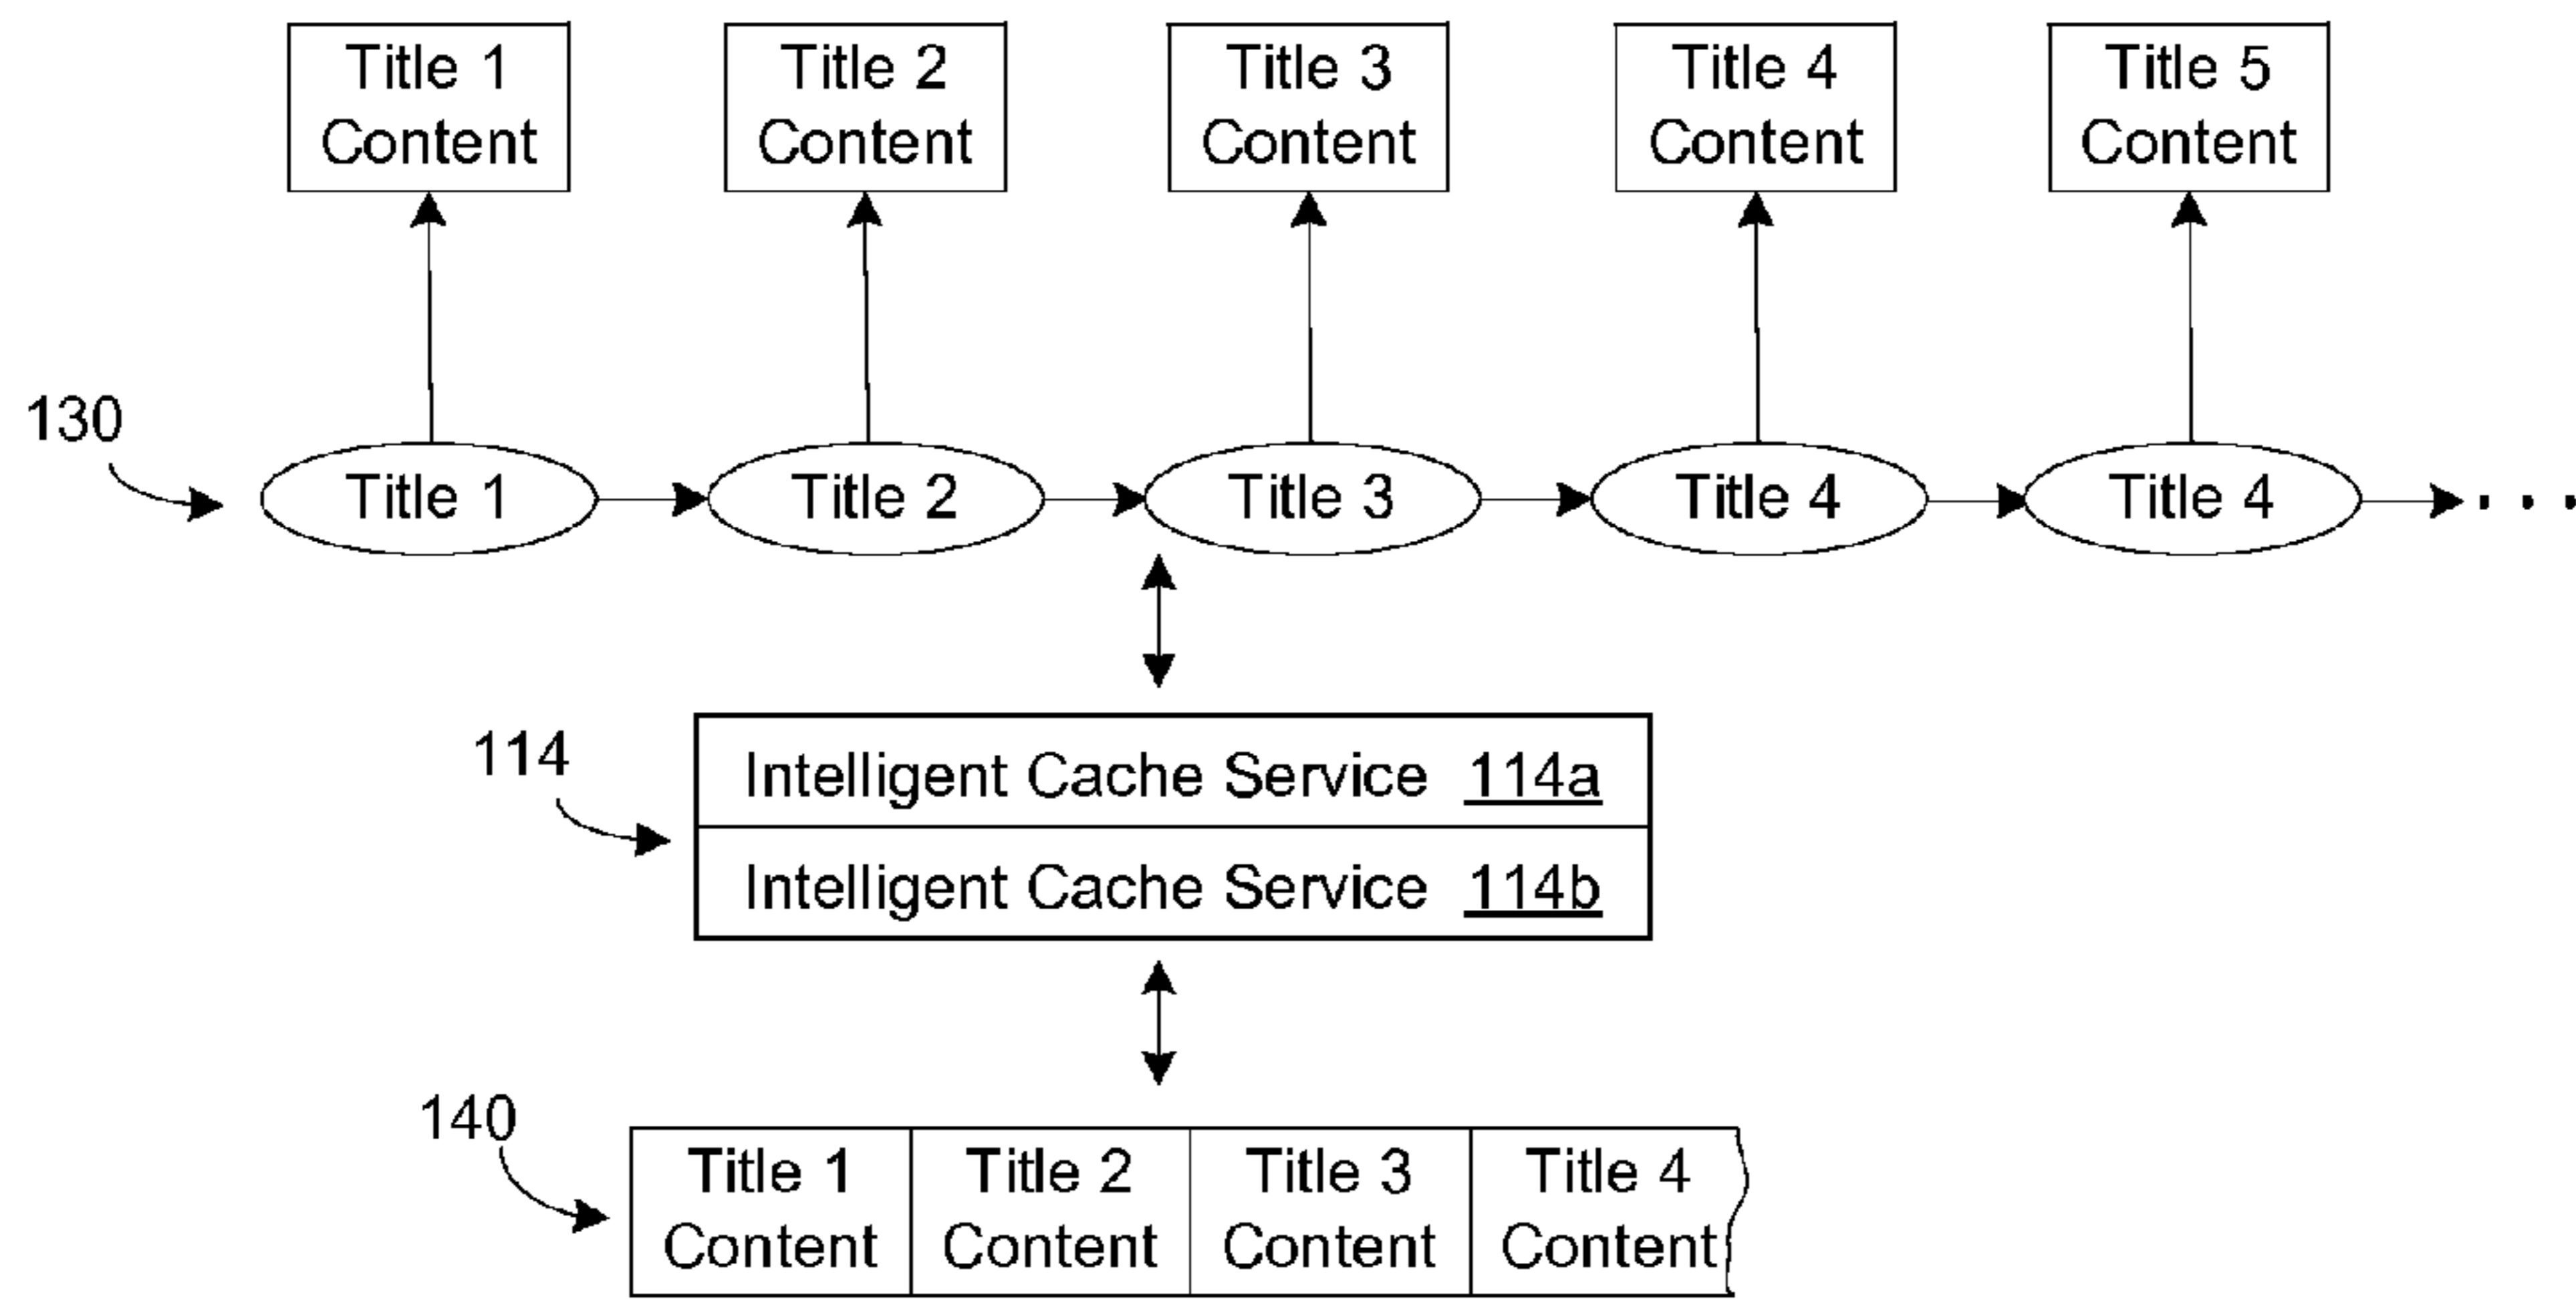 Title 1
Content
Title 2
Content
Title 3
Content
Title 4
Content
Title 5
Content
130
Title 1
Title 2
Title 3
Title 4
Title 4
. . .
114
Intelligent Cache Service 114a
Intelligent Cache Service 114b
140
Title 1
Content
Title 2
Content
Title 3
Content
Title 4
Content